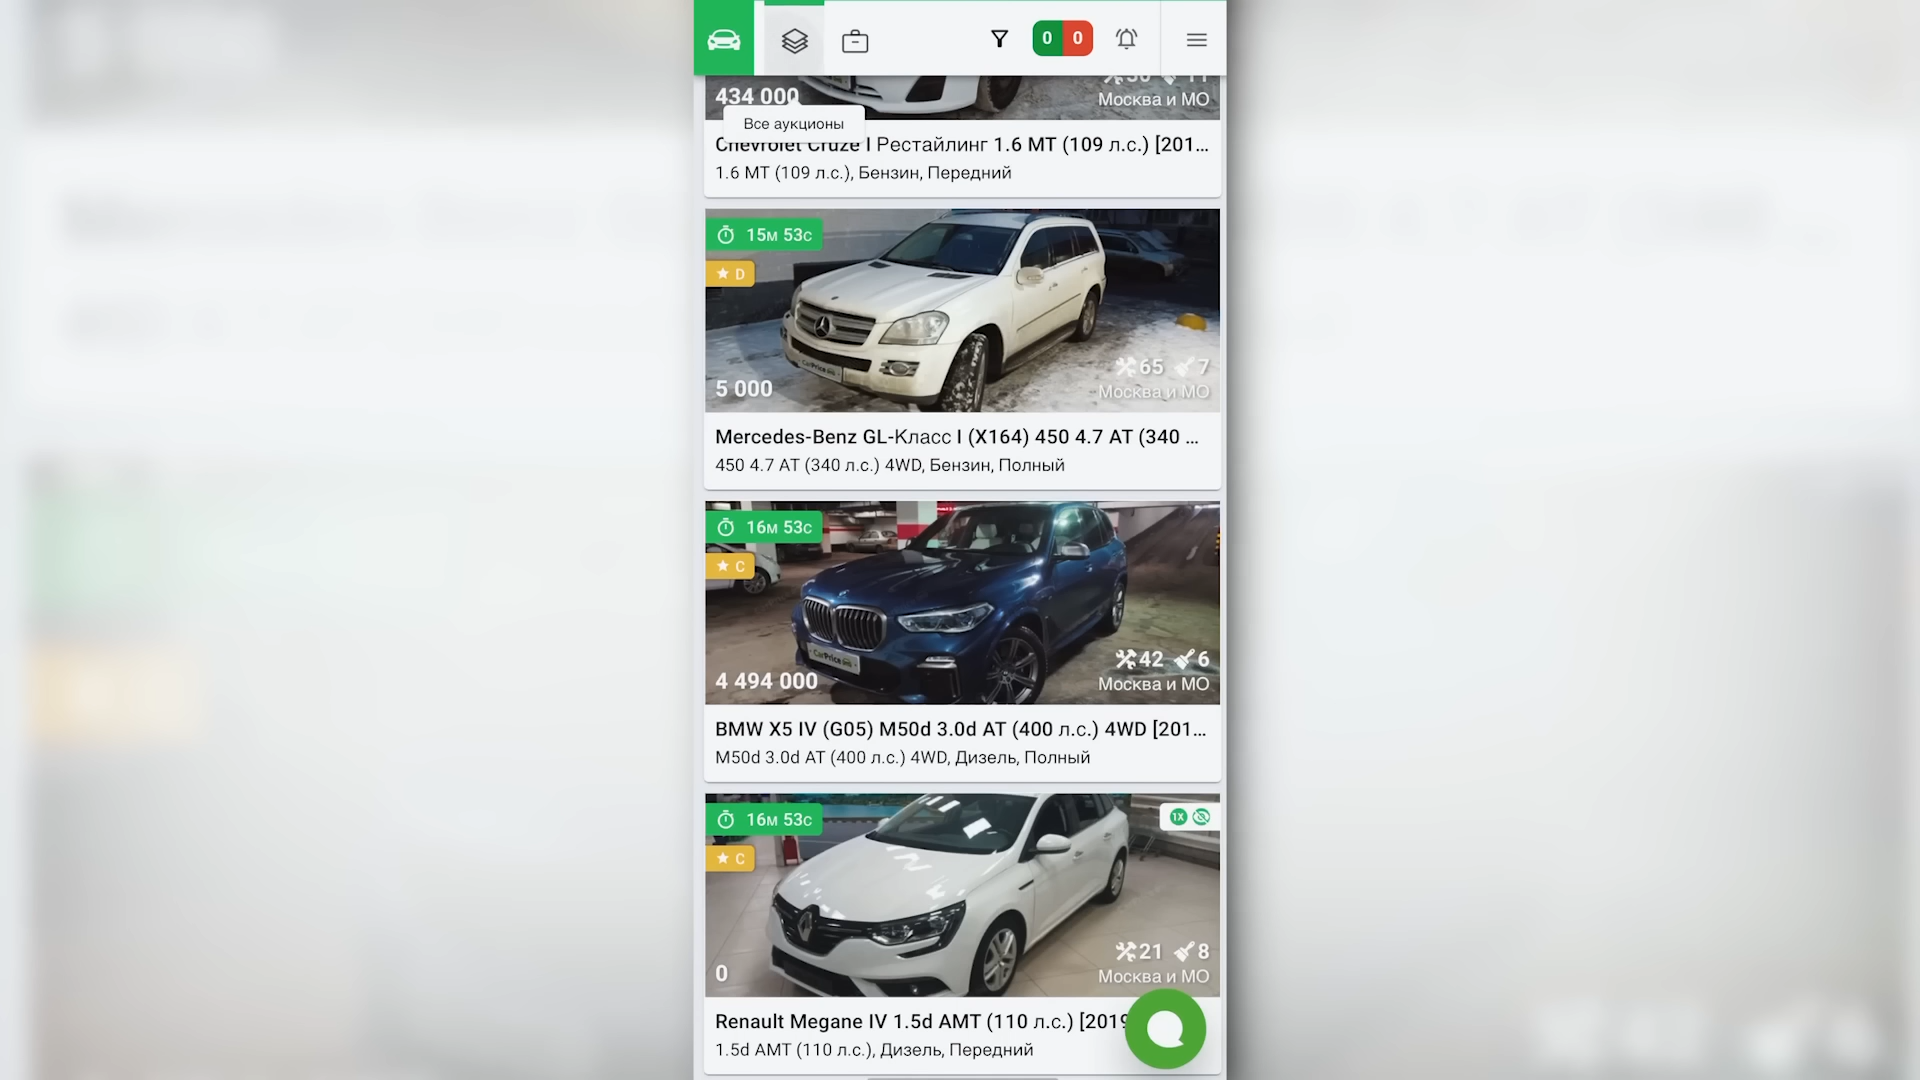 0 0
434 000
Москва и МО
Все аукционы
Chevrolet Cruze I Рестайлинг 1.6 MT (109 л.с.) [201...
1.6 MT (109 л.с.), Бензин, Передний
15м 53с
D
CarPrice
65 7
5 000
Москва и МО
Mercedes-Benz GL-Класс I (X164) 450 4.7 AT (340 ...
450 4.7 AT (340 л.с.) 4WD, Бензин, Полный
16м 53с
C
CarPrice
42 6
4 494 000
Москва и МО
BMW X5 IV (G05) M50d 3.0d AT (400 л.с.) 4WD [201...
M50d 3.0d AT (400 л.с.) 4WD, Дизель, Полный
16м 53с
1X
C
21 8
0
Москва и МО
Renault Megane IV 1.5d AMT (110 л.с.) [2019
1.5d AMT (110 л.с.), Дизель, Передний